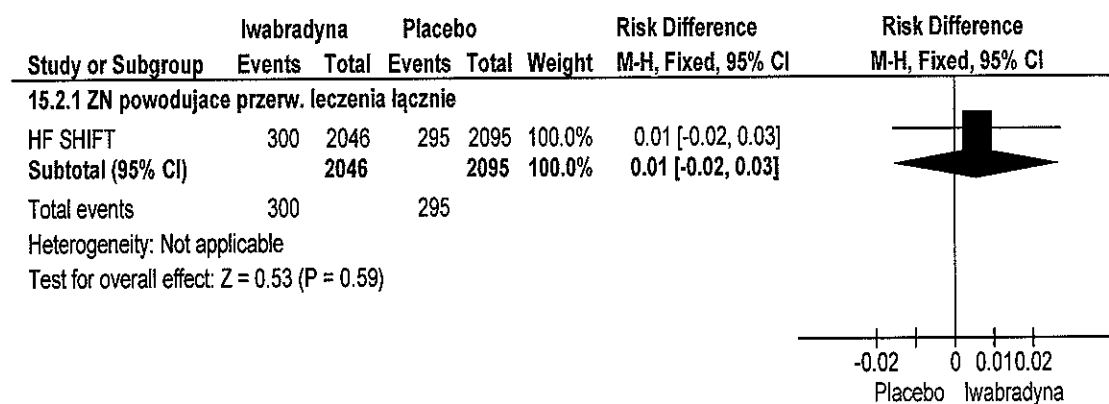 Iwabradyna Placebo Risk Difference Risk Difference
Study or Subgroup Events Total Events Total Weight M-H, Fixed, 95% CI M-H, Fixed, 95% CI
15.2.1 ZN powodujace przerw. leczenia łącznie
HF SHIFT 300 2046 295 2095 100.0% 0.01 [-0.02, 0.03]
Subtotal (95% CI) 2046 2095 100.0% 0.01 [-0.02, 0.03]
Total events 300 295
Heterogeneity: Not applicable
Test for overall effect: Z = 0.53 (P = 0.59)
-0.02 0 0.010.02
Placebo Iwabradyna